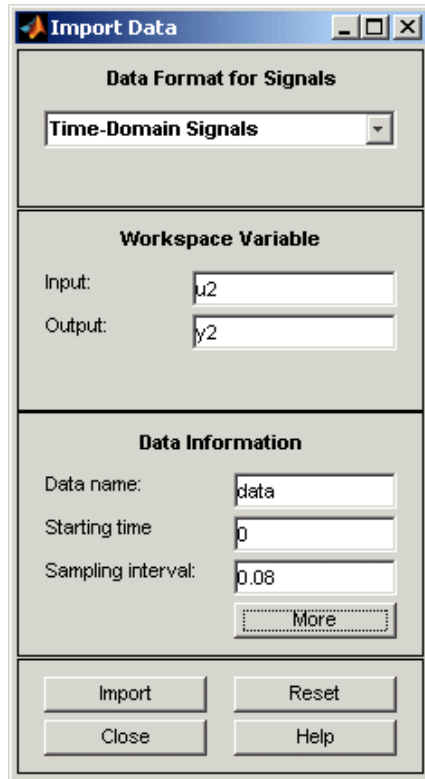 Import Data
Data Format for Signals
Time-Domain Signals
Workspace Variable
Input: u2
Output: y2
Data Information
Data name: data
Starting time 0
Sampling interval: 0.08
More
Import Reset
Close Help